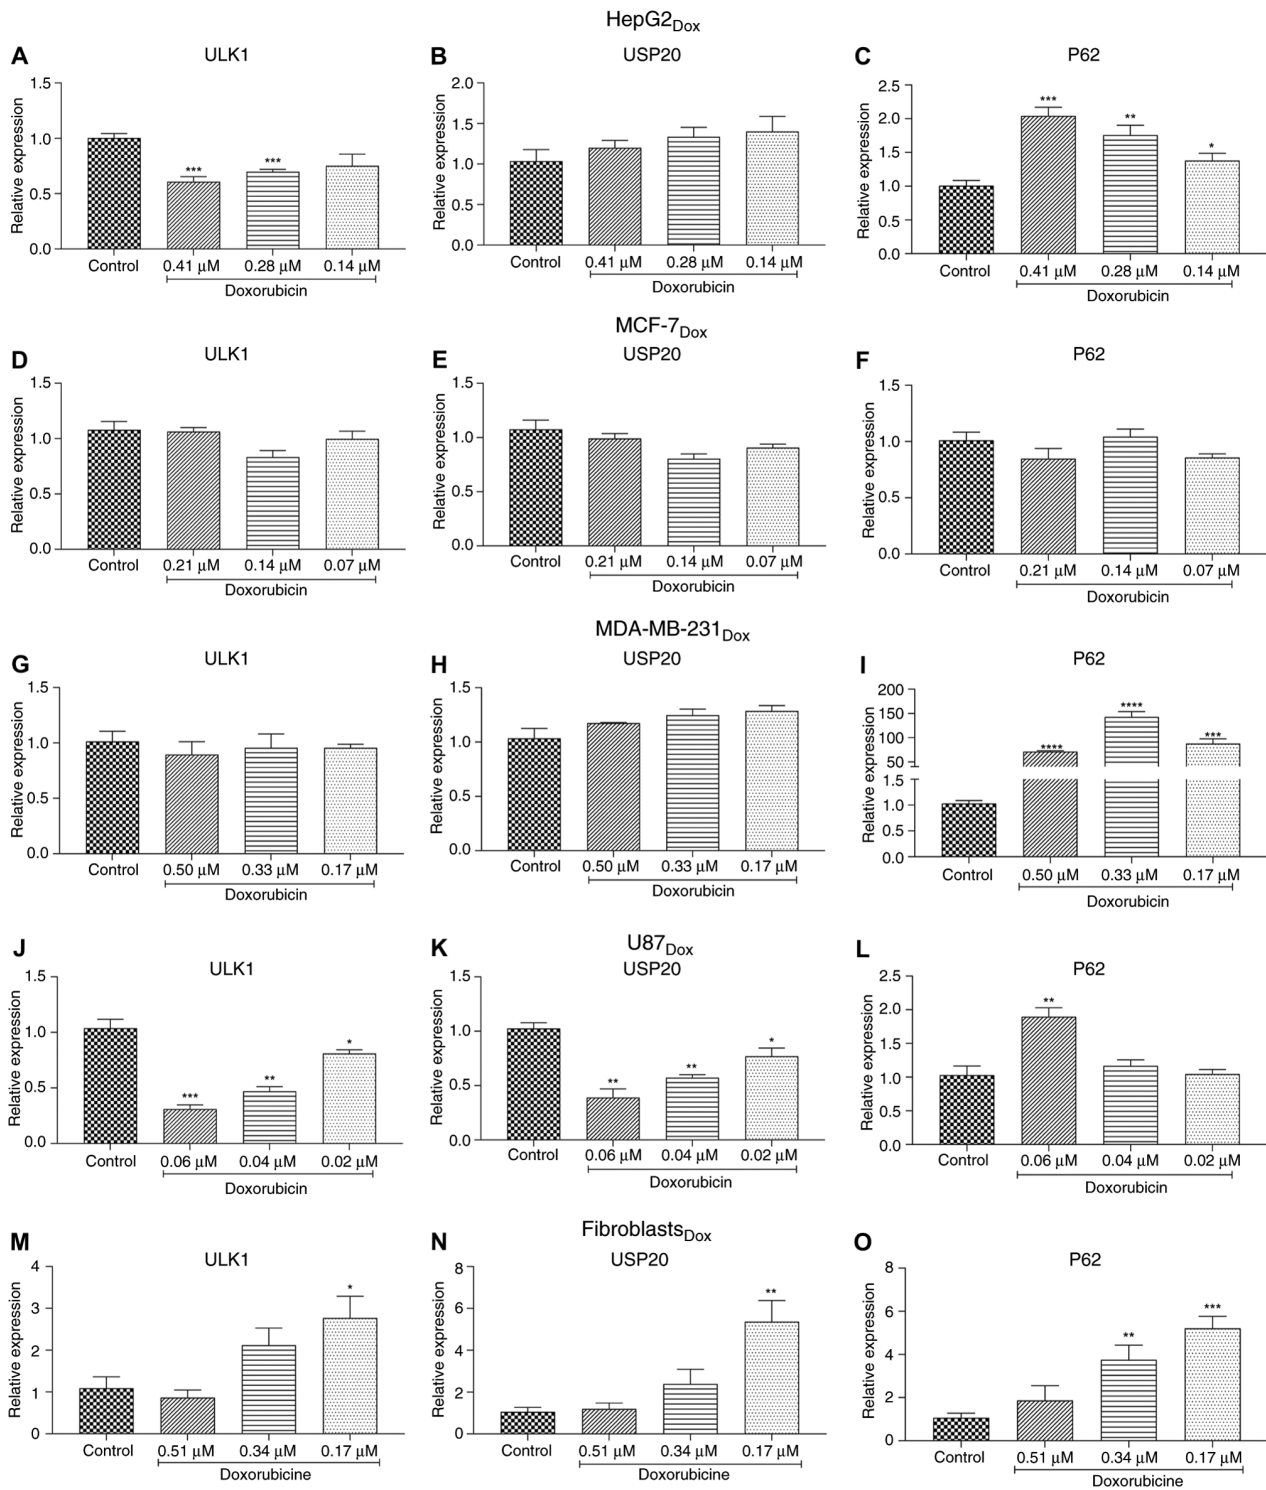 HepG2Dox
A ULK1
Relative expression
1.5
1.0
0.5
0.0
***
***
Control 0.41 µM 0.28 µM 0.14 µM
Doxorubicin
B USP20
Relative expression
2.0
1.5
1.0
0.5
0.0
Control 0.41 µM 0.28 µM 0.14 µM
Doxorubicin
C P62
Relative expression
2.5
2.0
1.5
1.0
0.5
0.0
***
**
*
Control 0.41 µM 0.28 µM 0.14 µM
Doxorubicin
MCF-7Dox
D ULK1
Relative expression
1.5
1.0
0.5
0.0
Control 0.21 µM 0.14 µM 0.07 µM
Doxorubicin
E USP20
Relative expression
1.5
1.0
0.5
0.0
Control 0.21 µM 0.14 µM 0.07 µM
Doxorubicin
F P62
Relative expression
1.5
1.0
0.5
0.0
Control 0.21 µM 0.14 µM 0.07 µM
Doxorubicin
MDA-MB-231Dox
G ULK1
Relative expression
1.5
1.0
0.5
0.0
Control 0.50 µM 0.33 µM 0.17 µM
Doxorubicin
H USP20
Relative expression
1.5
1.0
0.5
0.0
Control 0.50 µM 0.33 µM 0.17 µM
Doxorubicin
I P62
Relative expression
200
150
100
50
1.5
1.0
0.5
0.0
****
****
***
Control 0.50 µM 0.33 µM 0.17 µM
Doxorubicin
U87Dox
J ULK1
Relative expression
1.5
1.0
0.5
0.0
***
**
*
Control 0.06 µM 0.04 µM 0.02 µM
Doxorubicin
K USP20
Relative expression
1.5
1.0
0.5
0.0
**
**
*
Control 0.06 µM 0.04 µM 0.02 µM
Doxorubicin
L P62
Relative expression
2.5
2.0
1.5
1.0
0.5
0.0
**
Control 0.06 µM 0.04 µM 0.02 µM
Doxorubicin
FibroblastsDox
M ULK1
Relative expression
4
3
2
1
0
*
Control 0.51 µM 0.34 µM 0.17 µM
Doxorubicine
N USP20
Relative expression
8
6
4
2
0
**
Control 0.51 µM 0.34 µM 0.17 µM
Doxorubicine
O P62
Relative expression
8
6
4
2
0
**
***
Control 0.51 µM 0.34 µM 0.17 µM
Doxorubicine